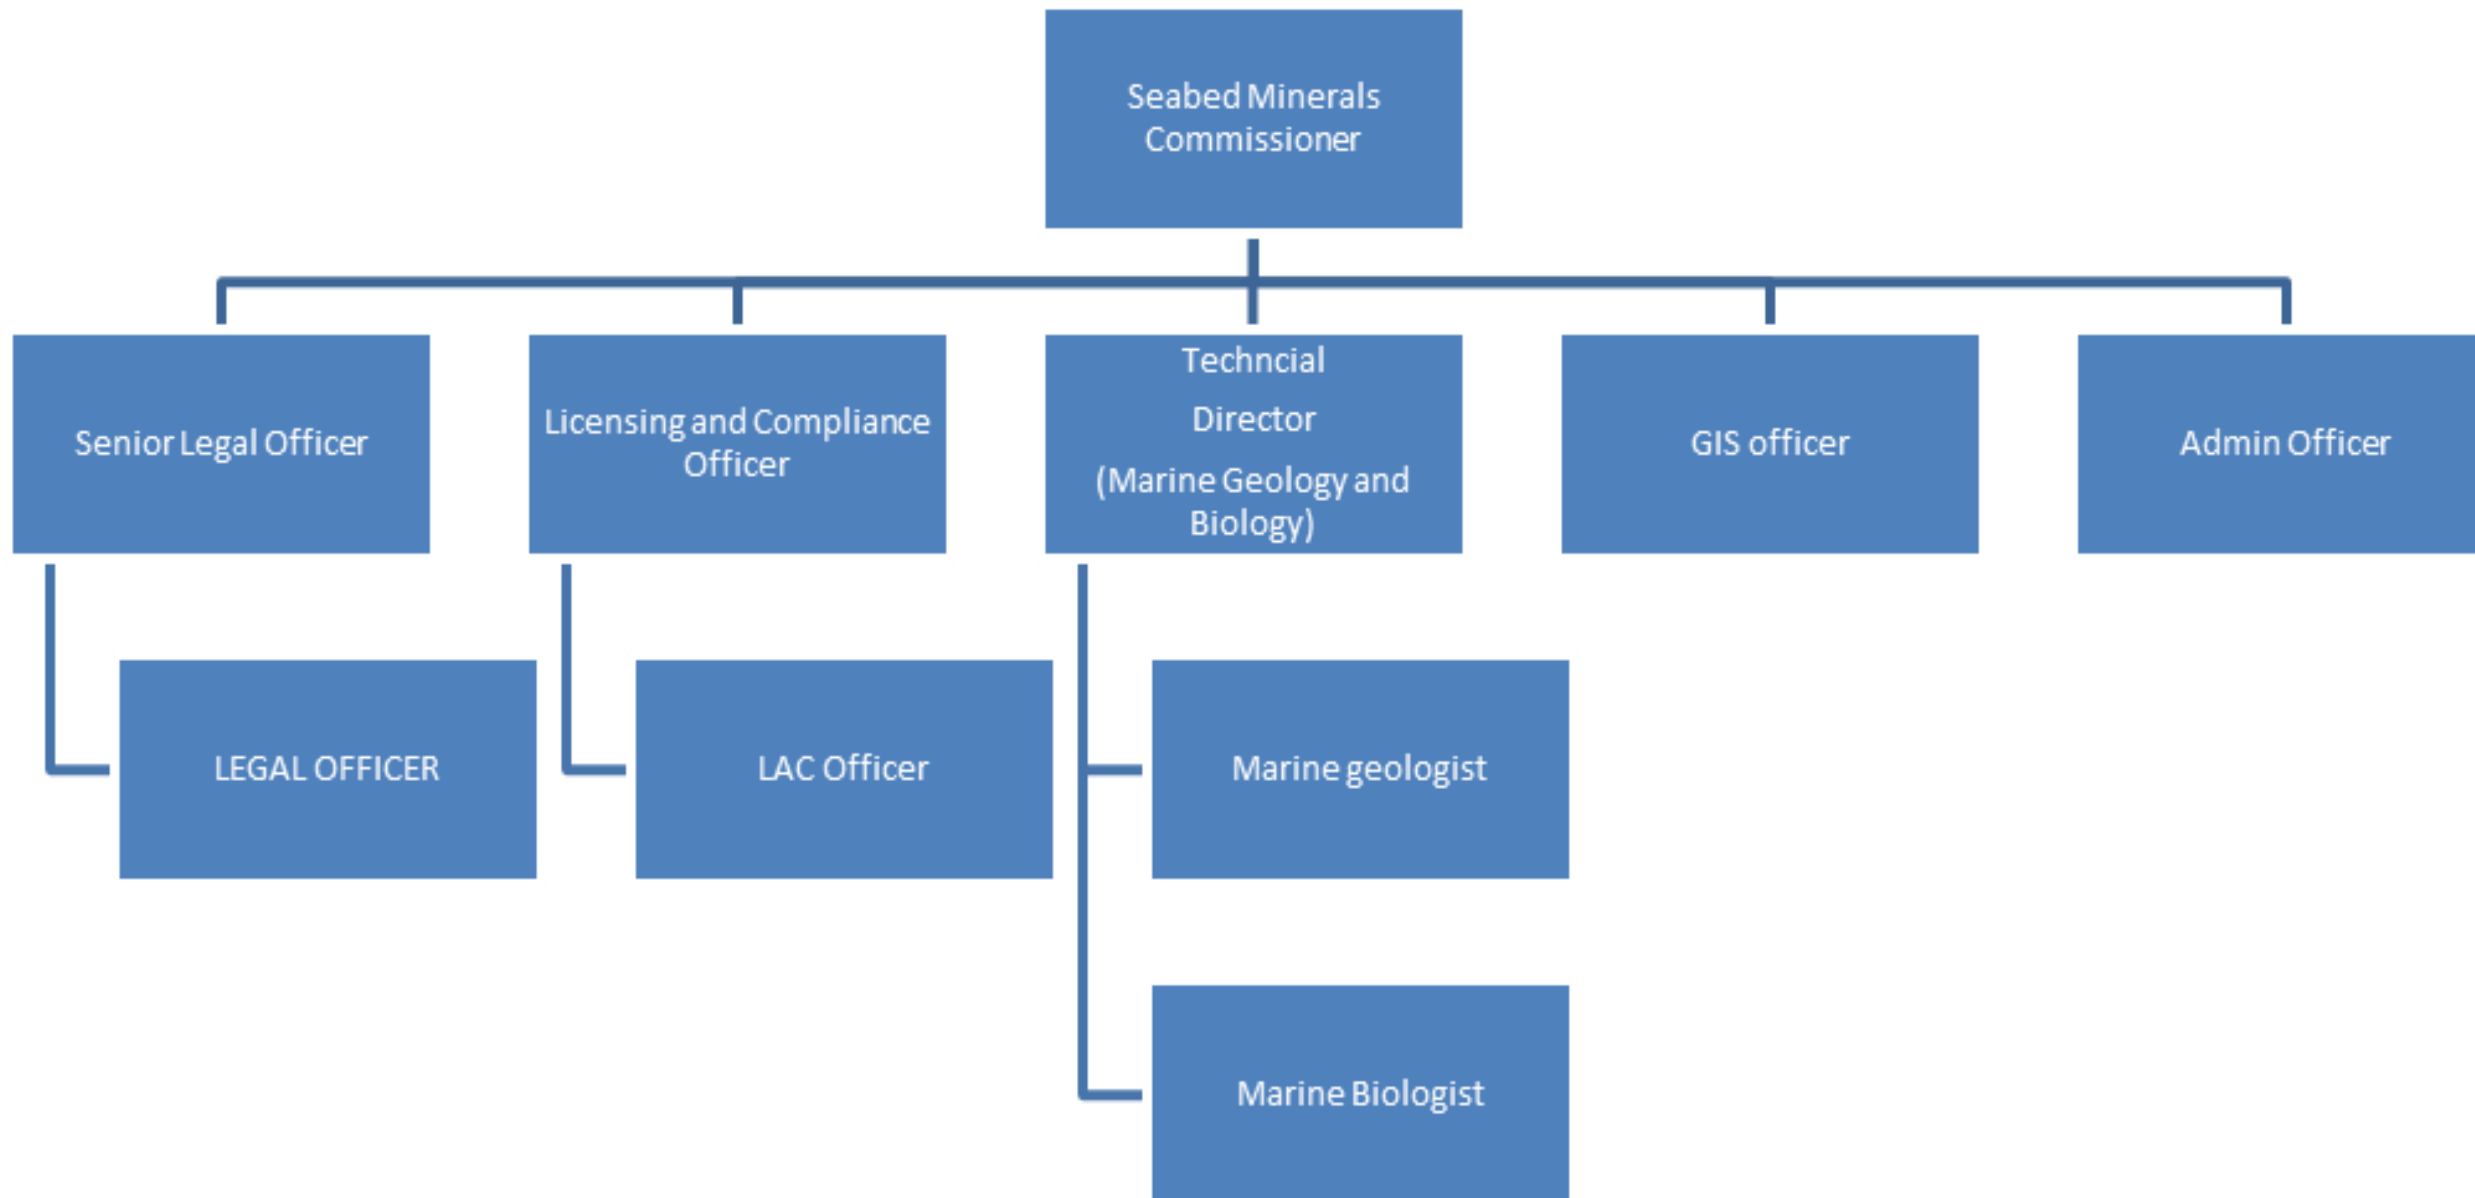 Seabed Minerals
Commissioner
Senior Legal Officer
Licensing and Compliance
Officer
Techncial
Director
(Marine Geology and
Biology)
GIS officer
Admin Officer
LEGAL OFFICER
LAC Officer
Marine geologist
Marine Biologist